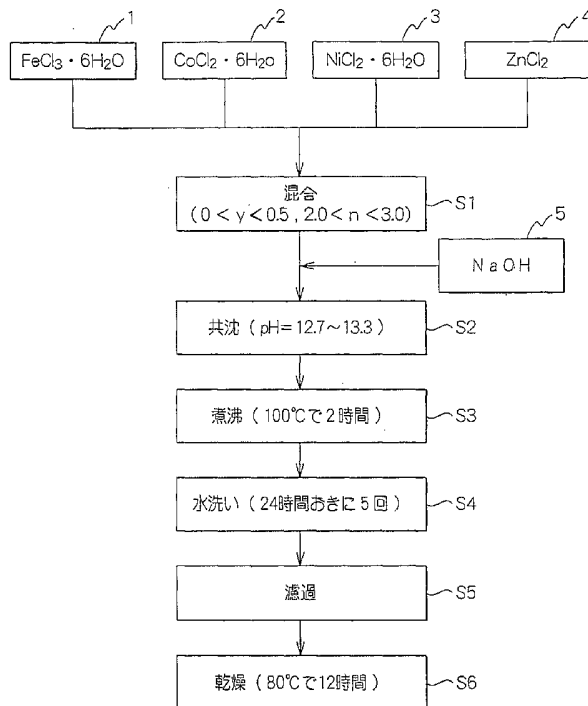 1
2
3
4
FeCl3・6H2O
CoCl2・6H2o
NiCl2・6H2O
ZnCl2
混合
(0<y<0.5,2.0<n<3.0)
S1
5
NaOH
共沈(pH=12.7～13.3)
S2
煮沸(100℃で2時間)
S3
水洗い(24時間おきに5回)
S4
濾過
S5
乾燥(80℃で12時間)
S6